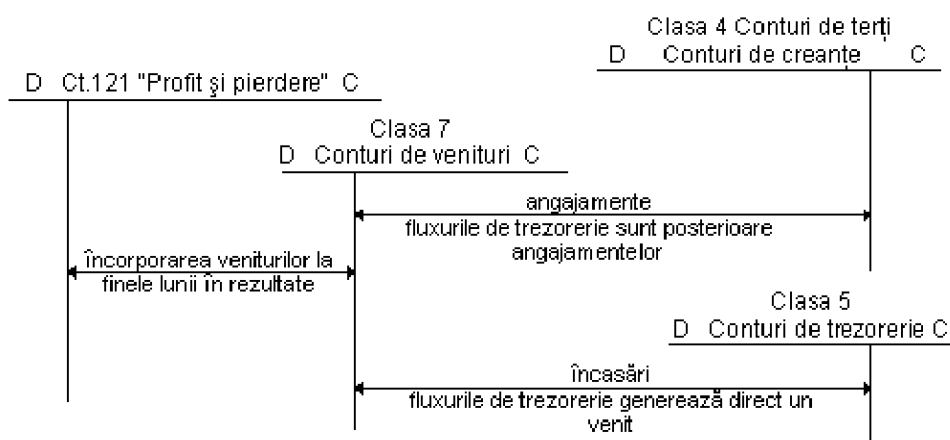 Clasa 4 Conturi de terți
D Conturi de creanțe C
D Ct.121 "Profit şi pierdere" C
Clasa 7
D Conturi de venituri C
angajamente
fluxurile de trezorerie sunt posterioare
angajamentelor
încorporarea veniturilor la
finele lunii în rezultate
Clasa 5
D Conturi de trezorerie C
încasări
fluxurile de trezorerie generează direct un
venit